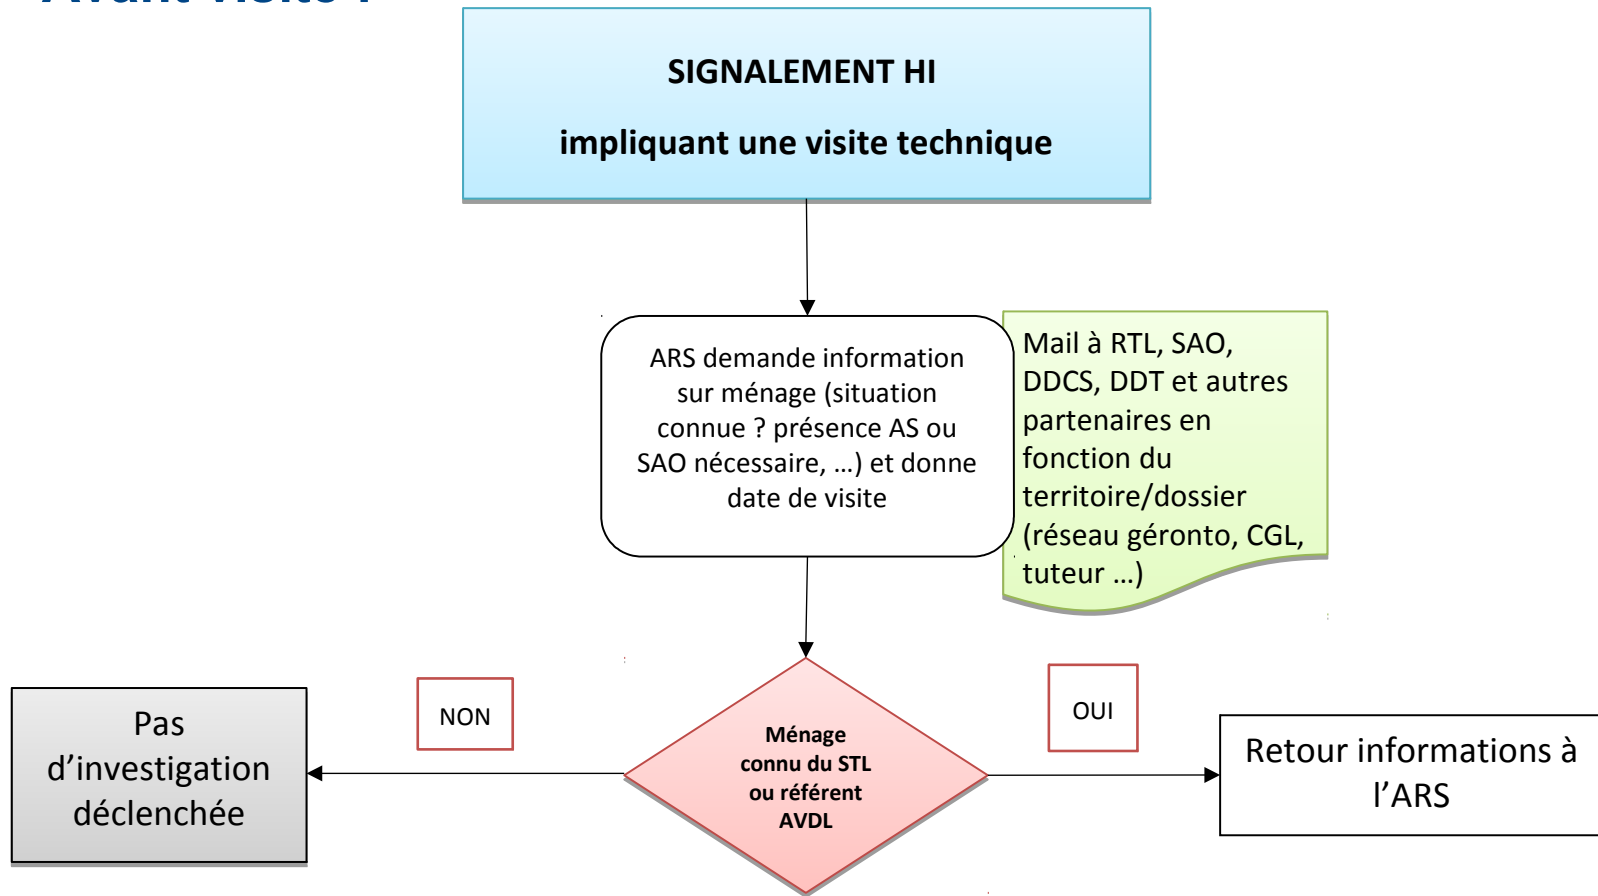 Avant visite :
SIGNALEMENT HI
impliquant une visite technique
ARS demande information
sur ménage (situation
connue ? présence AS ou
SAO nécessaire, …) et donne
date de visite
Mail à RTL, SAO,
DDCS, DDT et autres
partenaires en
fonction du
territoire/dossier
(réseau géronto, CGL,
tuteur …)
Pas
d’investigation
déclenchée
NON
Ménage
connu du STL
ou référent
AVDL
OUI
Retour informations à
l’ARS